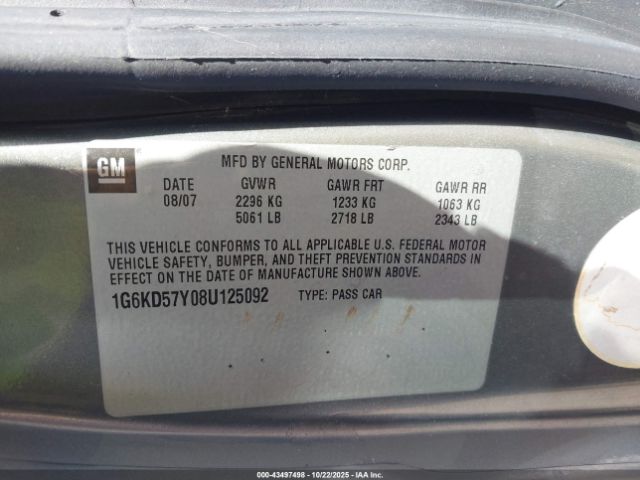 GM
MFD BY GENERAL MOTORS CORP.
DATE GVWR GAWR FRT GAWR RR
08/07 2296 KG 1233 KG 1063 KG
5061 LB 2718 LB 2343 LB
THIS VEHICLE CONFORMS TO ALL APPLICABLE U.S. FEDERAL MOTOR
VEHICLE SAFETY, BUMPER, AND THEFT PREVENTION STANDARDS IN
EFFECT ON THE DATE OF MANUFACTURE SHOWN ABOVE.
1G6KD57Y08U125092 TYPE: PASS CAR
000-43497498 - 10/22/2025 - IAAI - Copart, Inc.